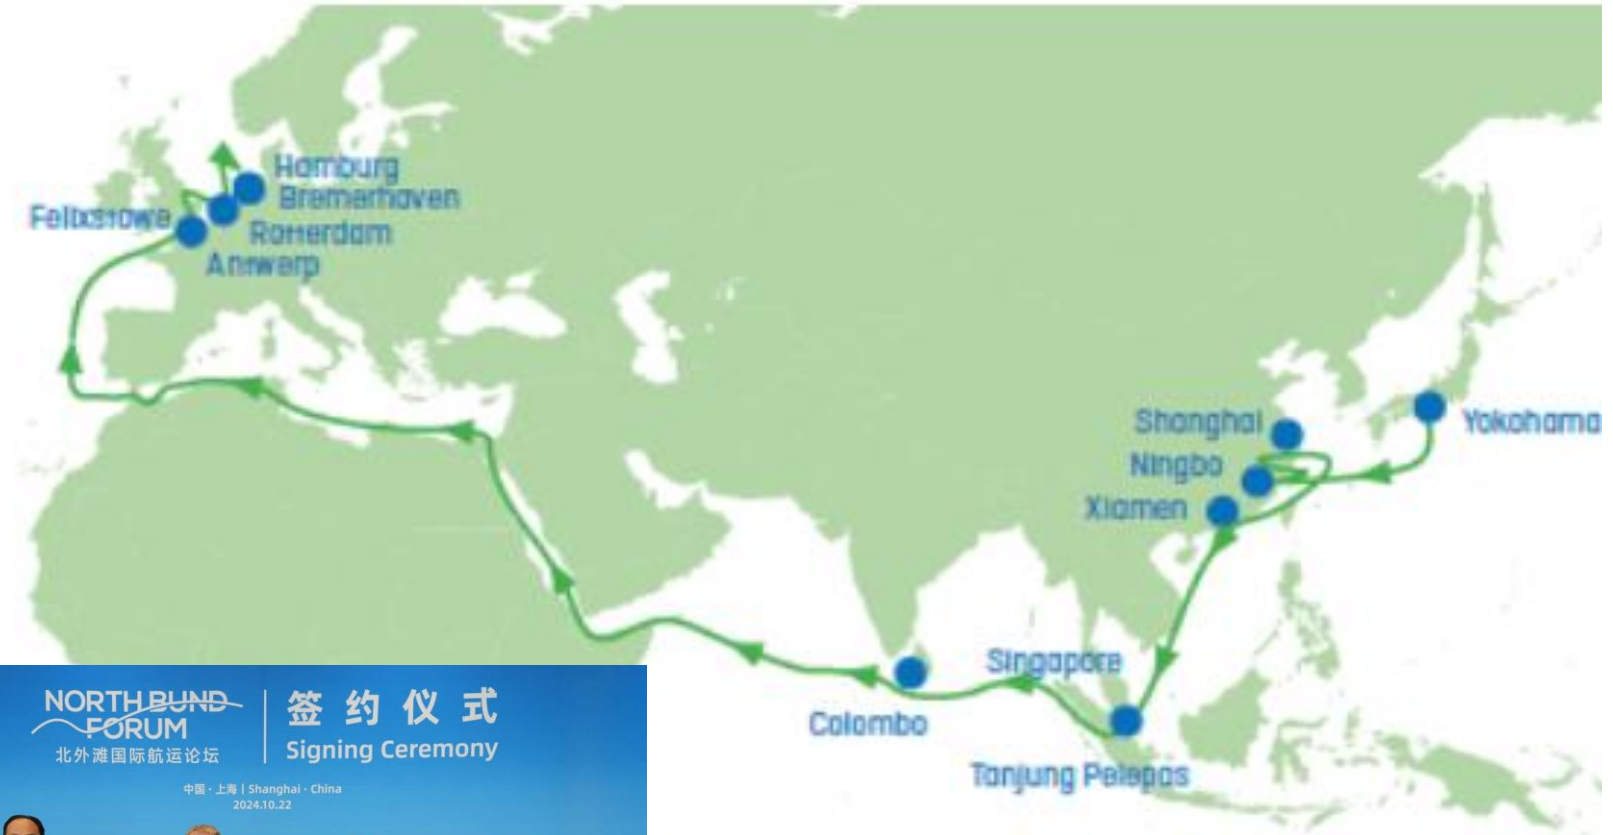 Hamburg
Bremerhaven
Felixstowe
Rotterdam
Antwerp
Shanghai
Yokohama
Ningbo
Xiamen
Singapore
Colombo
Tanjung Pelepas
NORTH BUND
FORUM
北外滩国际航运论坛
签约仪式
Signing Ceremony
中国 · 上海 | Shanghai · China
2024.10.22